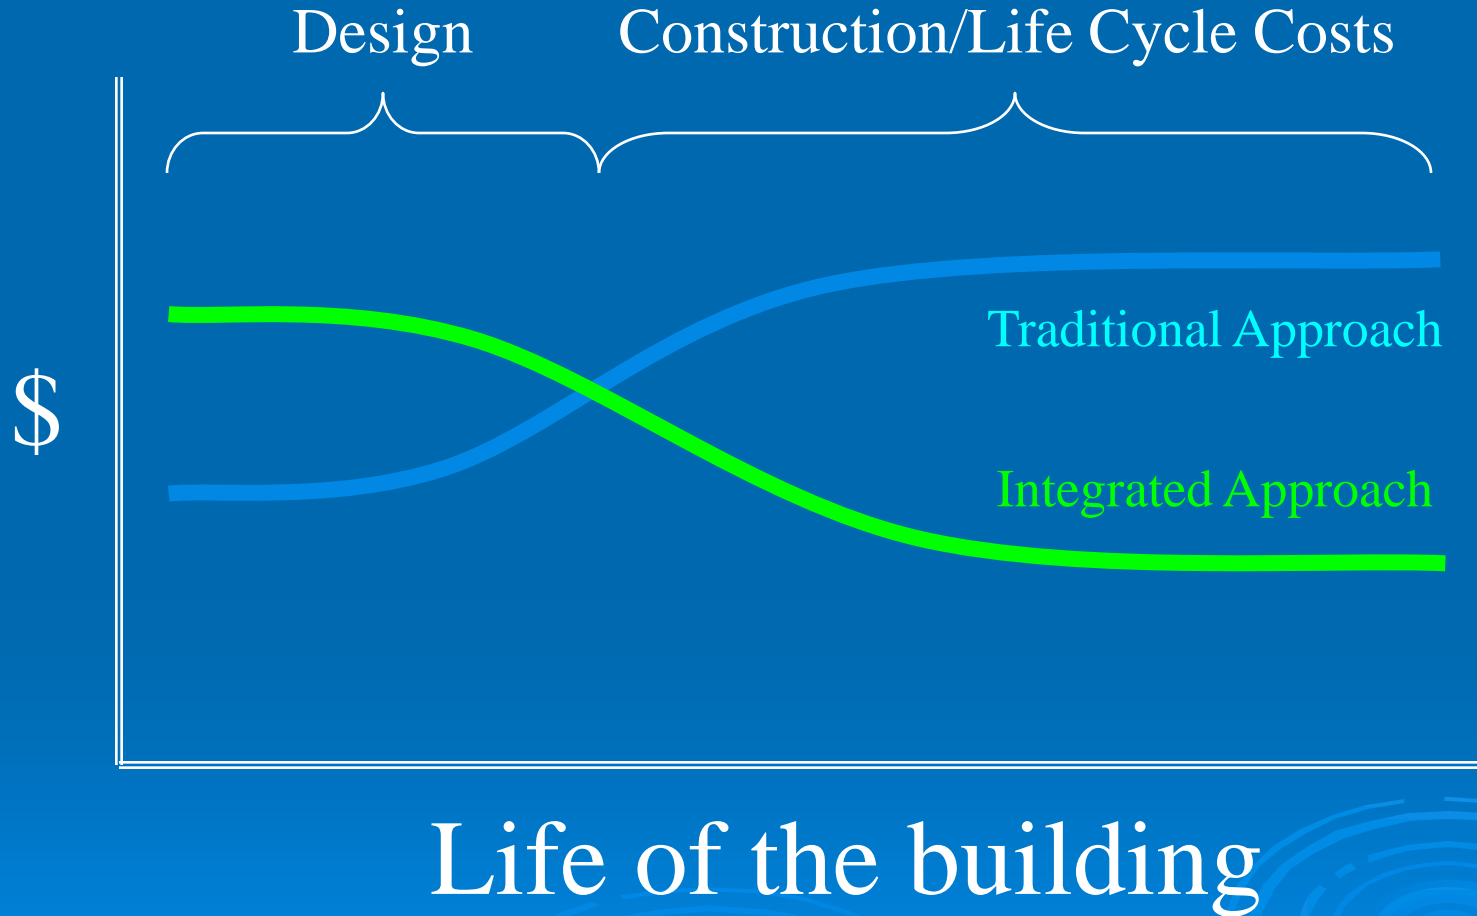 Design
Construction/Life Cycle Costs
Traditional Approach
$
Integrated Approach
Life of the building